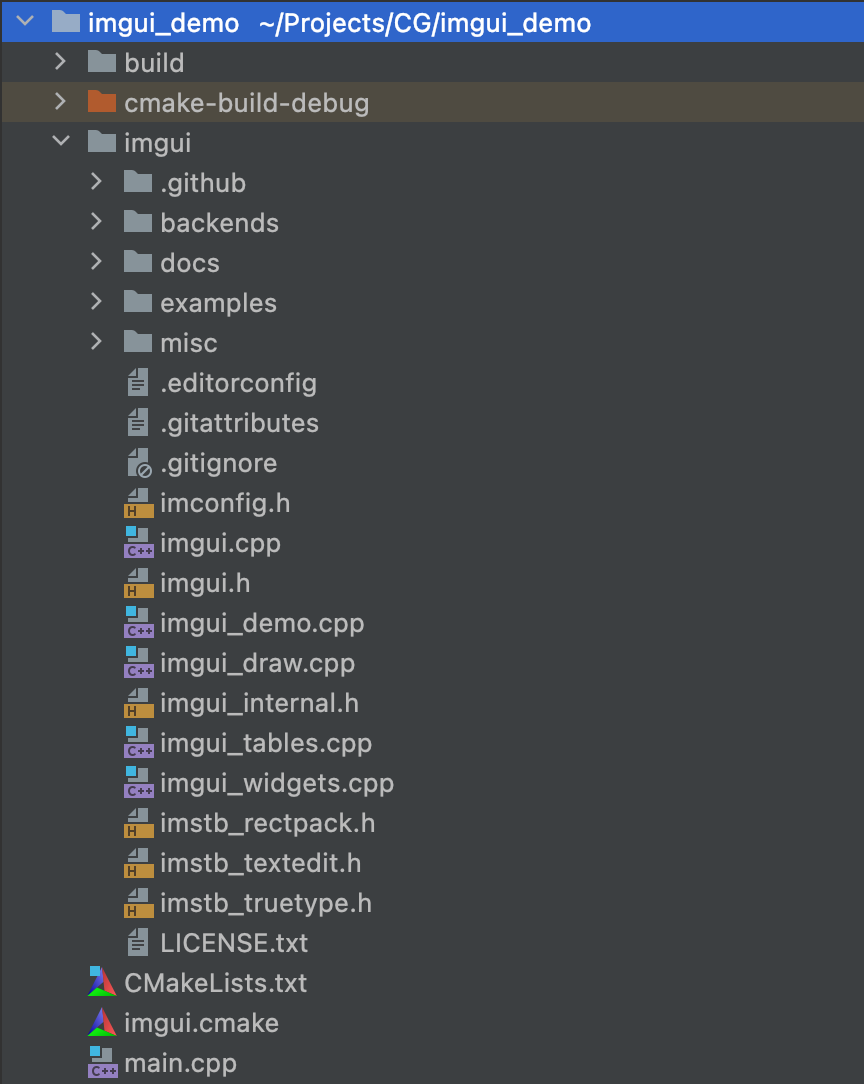 imgui_demo ~/Projects/CG/imgui_demo
build
cmake-build-debug
imgui
.github
backends
docs
examples
misc
.editorconfig
.gitattributes
.gitignore
H imconfig.h
C++ imgui.cpp
H imgui.h
C++ imgui_demo.cpp
C++ imgui_draw.cpp
H imgui_internal.h
C++ imgui_tables.cpp
C++ imgui_widgets.cpp
H imstb_rectpack.h
H imstb_textedit.h
H imstb_truetype.h
LICENSE.txt
CMakeLists.txt
imgui.cmake
C++ main.cpp